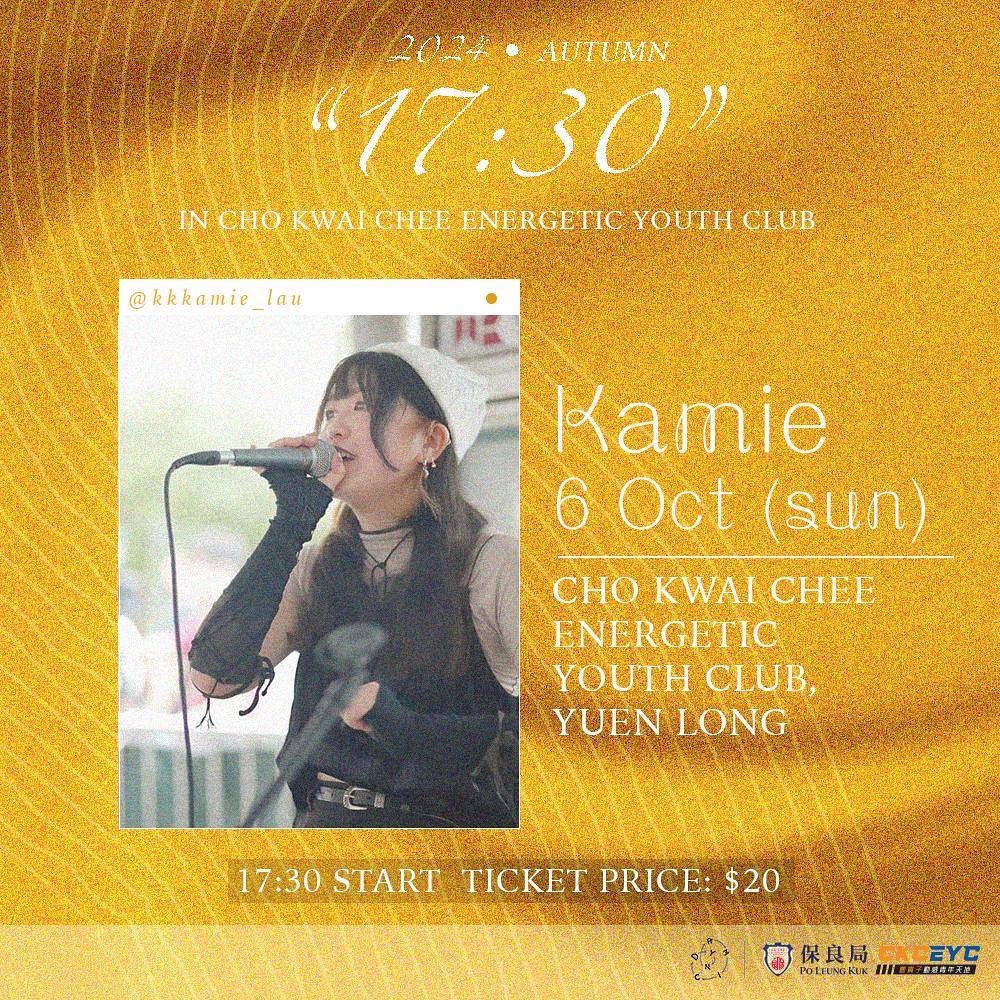 2024 • AUTUMN
“17:30”
IN CHO KWAI CHEE ENERGETIC YOUTH CLUB
@kkkamie_lau
Kamie
6 Oct (sun)
CHO KWAI CHEE
ENERGETIC
YOUTH CLUB,
YUEN LONG
17:30 START TICKET PRICE: $20
保良局
PO LEUNG KUK
CKCEYC